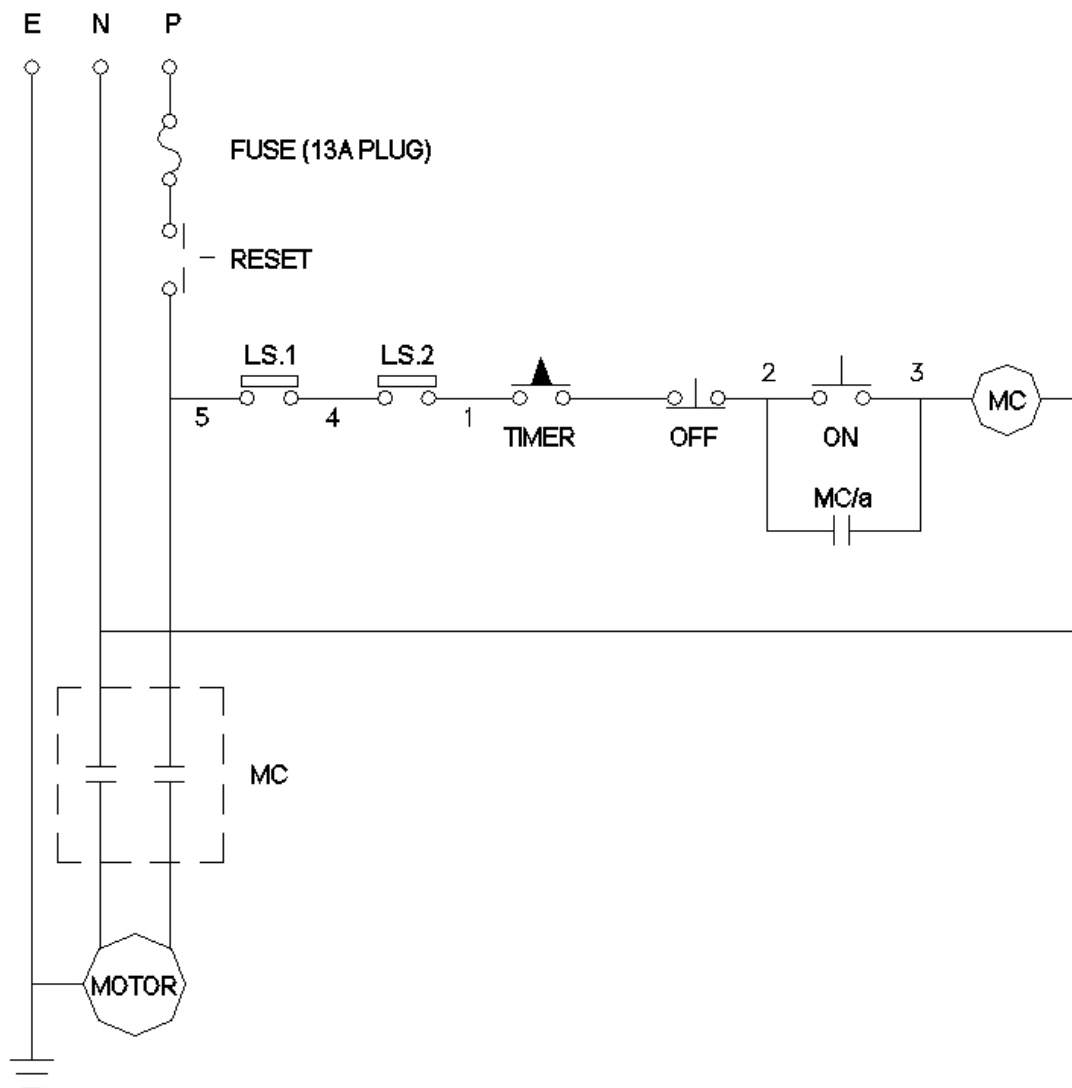 E N P
FUSE (13A PLUG)
RESET
LS.1 LS.2
2 3
MC
5 4 1
TIMER OFF ON
MC/a
MC
MOTOR